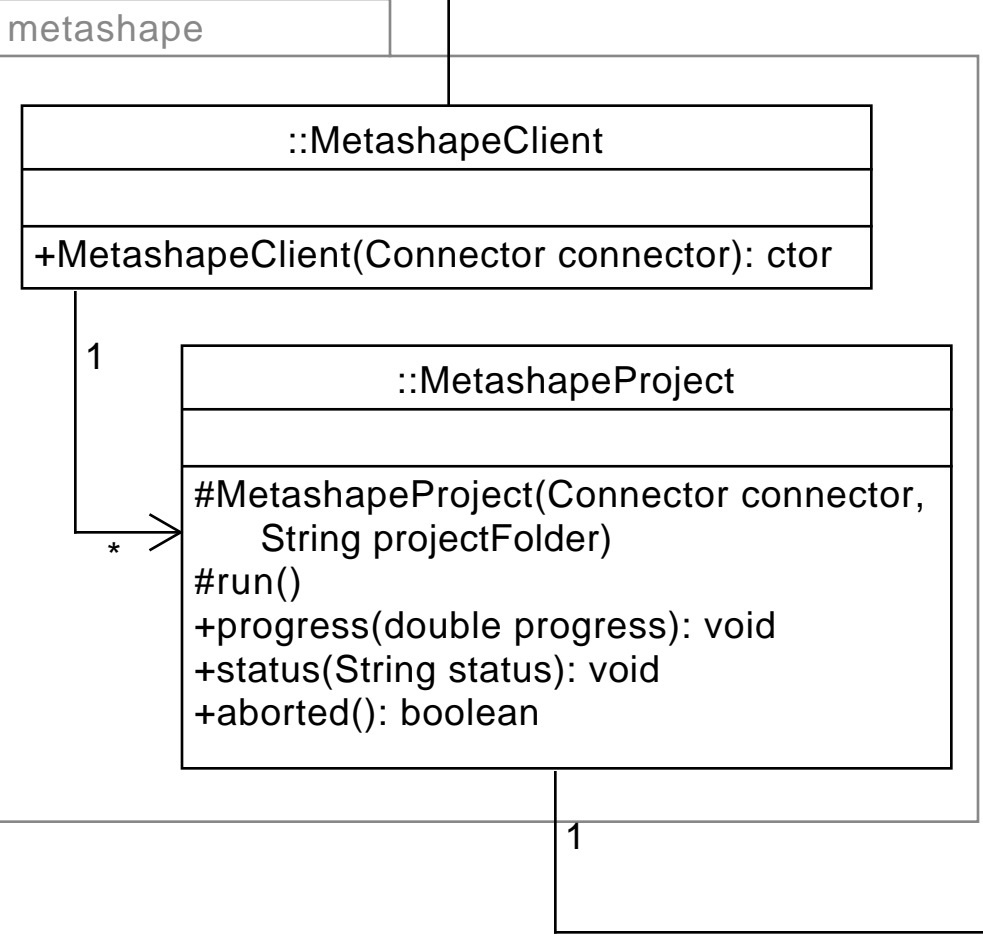 metashape
::MetashapeClient
+MetashapeClient(Connector connector): ctor
1
::MetashapeProject
#MetashapeProject(Connector connector,
String projectFolder)
*
#run()
+progress(double progress): void
+status(String status): void
+aborted(): boolean
1